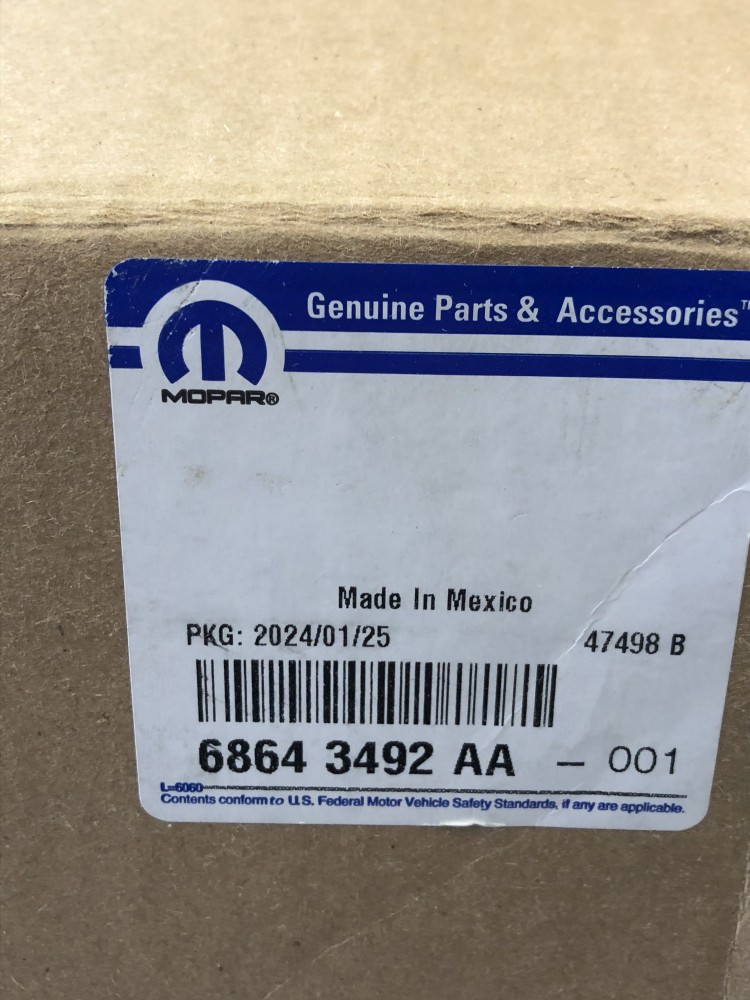 Genuine Parts & Accessories™
MOPAR®
Made In Mexico
PKG: 2024/01/25
47498 B
6864 3492 AA – 001
L=6060
Contents conform to U.S. Federal Motor Vehicle Safety Standards, if any are applicable.